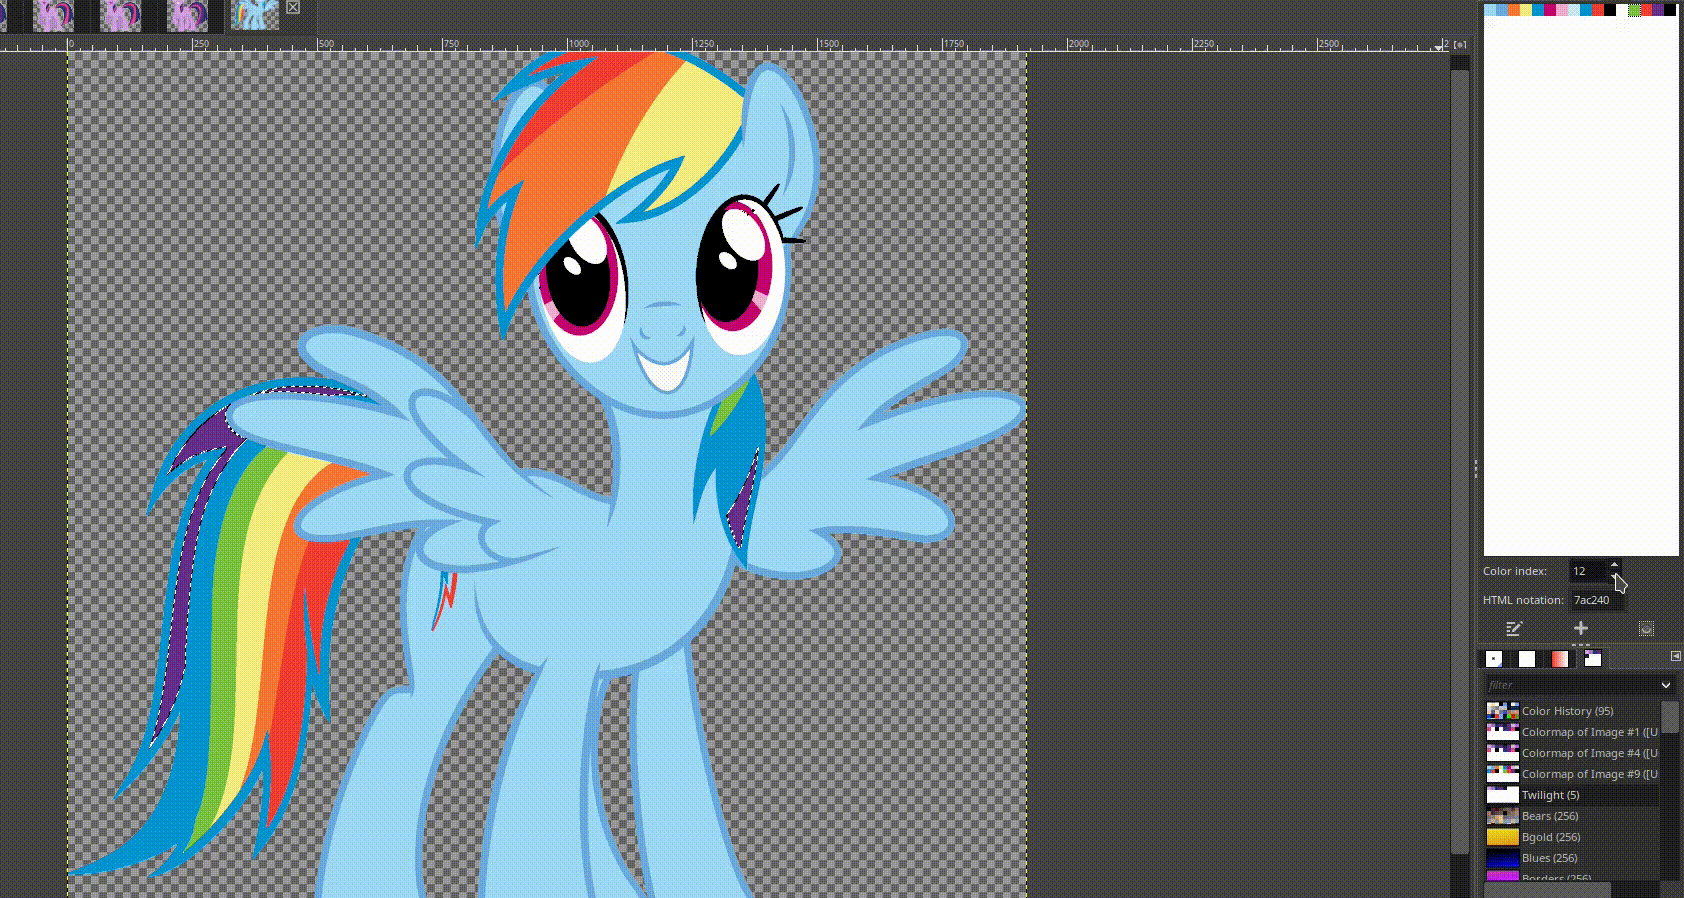 0 250 500 750 1000 1250 1500 1750 2000 2250 2500 2
Color index: 12
HTML notation: 7ac240
filter
Color History (95)
Colormap of Image #1 ([U
Colormap of Image #4 ([U
Colormap of Image #9 ([U
Twilight (5)
Bears (256)
Bgold (256)
Blues (256)
Borders (256)